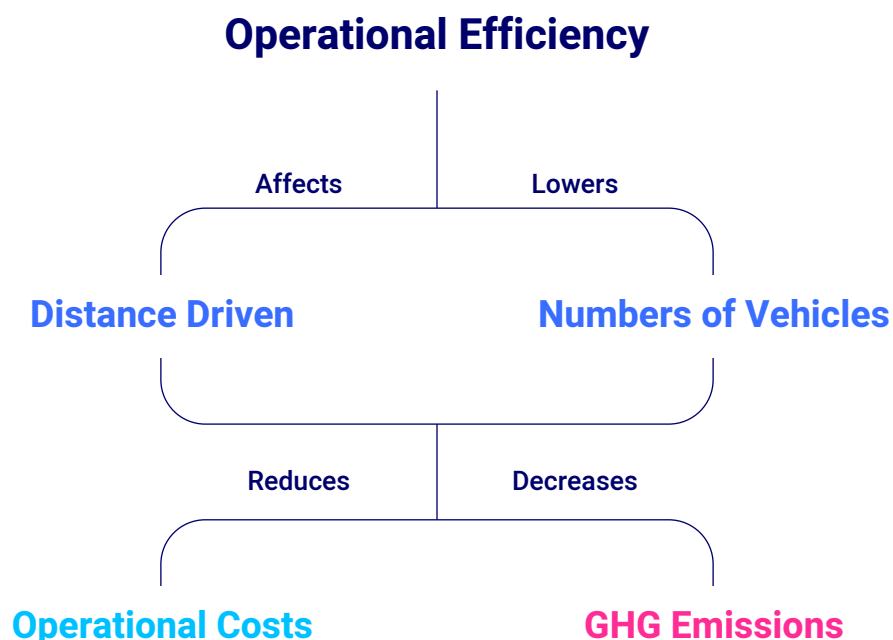 Operational Efficiency
Affects
Lowers
Distance Driven
Numbers of Vehicles
Reduces
Decreases
Operational Costs
GHG Emissions